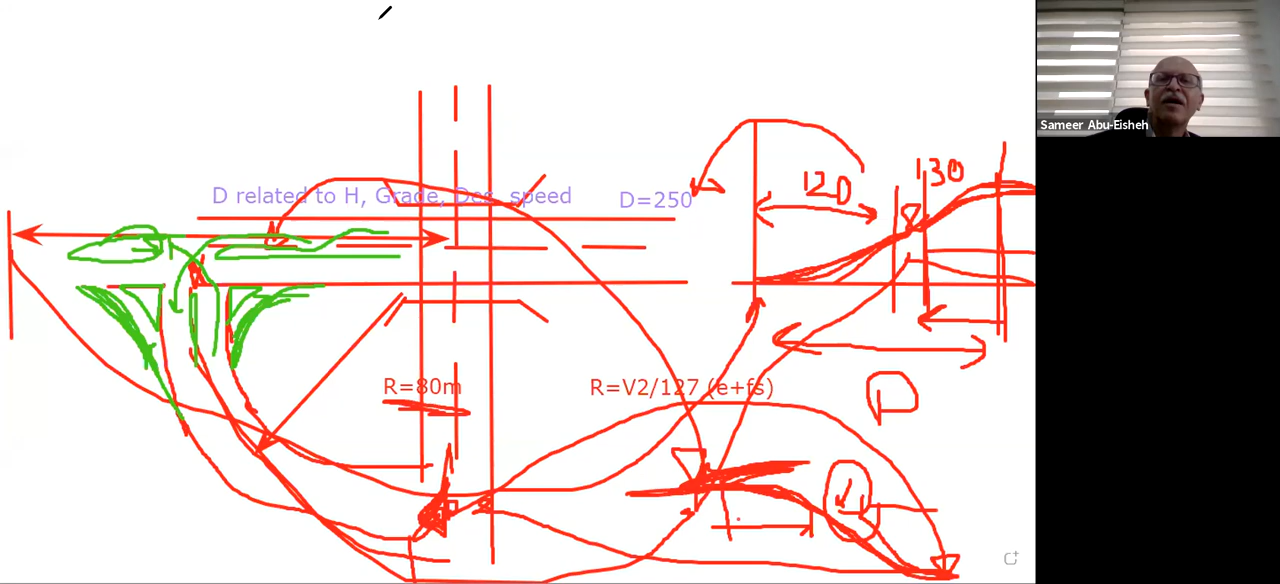 D related to H, Grade, Des speed
D=250
120
130
R=80m
R=V2/127 (e+fs)
D
Sameer Abu-Eisheh